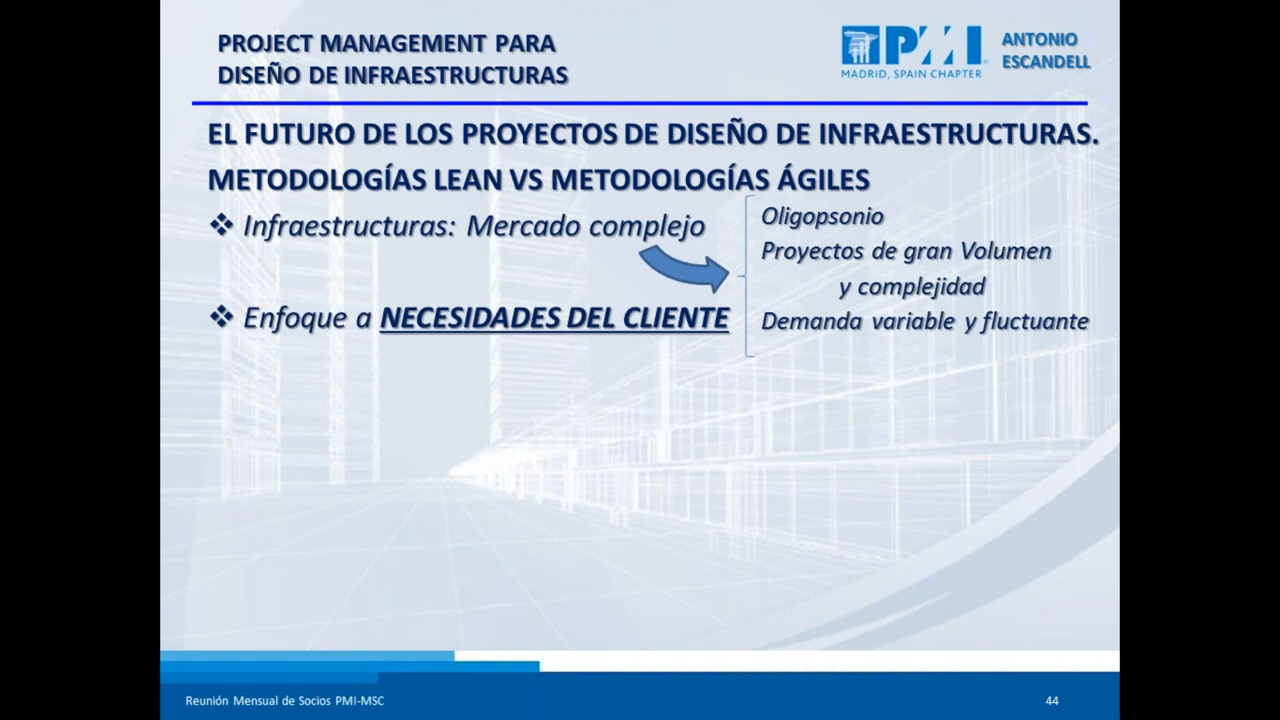 PROJECT MANAGEMENT PARA
DISEÑO DE INFRAESTRUCTURAS
PMI
MADRID, SPAIN CHAPTER
ANTONIO
ESCANDELL
EL FUTURO DE LOS PROYECTOS DE DISEÑO DE INFRAESTRUCTURAS.
METODOLOGÍAS LEAN VS METODOLOGÍAS ÁGILES
❖ Infraestructuras: Mercado complejo
❖ Enfoque a NECESIDADES DEL CLIENTE
Oligopsonio
Proyectos de gran Volumen
y complejidad
Demanda variable y fluctuante
Reunión Mensual de Socios PMI-MSC
44